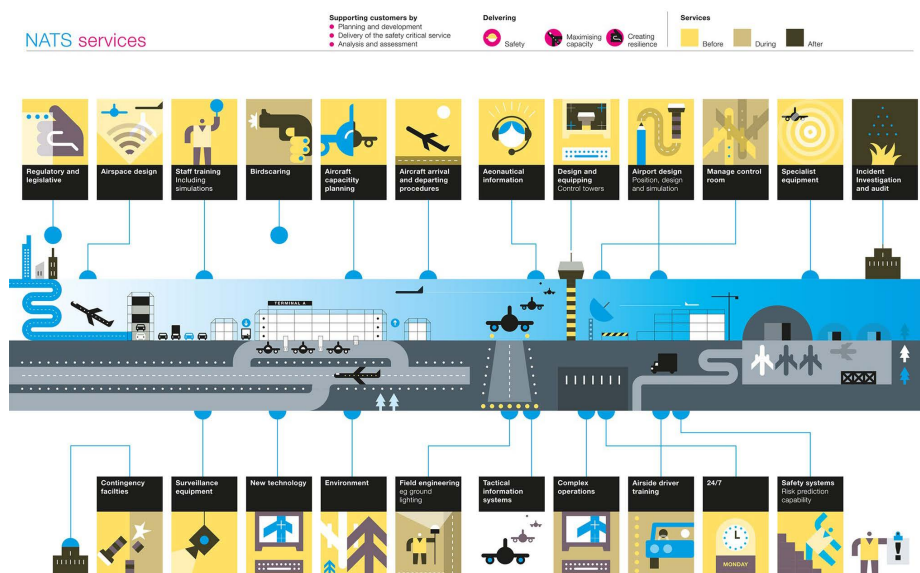 NATS services
Supporting customers by
Planning and development
Delivery of the safety critical service
Analysis and assessment
Delivering
Safety
Maximising
capacity
Creating
resilience
Services
Before
During
After
Regulatory and
legislative
Airspace design
Staff training
Including
simulations
Birdscaring
Aircraft
capacitiy
planning
Aircraft arrival
and departing
procedures
Aeonautical
information
Design and
equipping
Control towers
Airport design
Position, design
and simulation
Manage control
room
Specialist
equipment
Incident
Investigation
and audit
TERMINAL A
Contingency
facilties
Surveillance
equipment
New technology
Environment
Field engineering
eg ground
lighting
Tactical
information
systems
Complex
operations
Airside driver
training
24/7
Safety systems
Risk prediction
capability
MONDAY